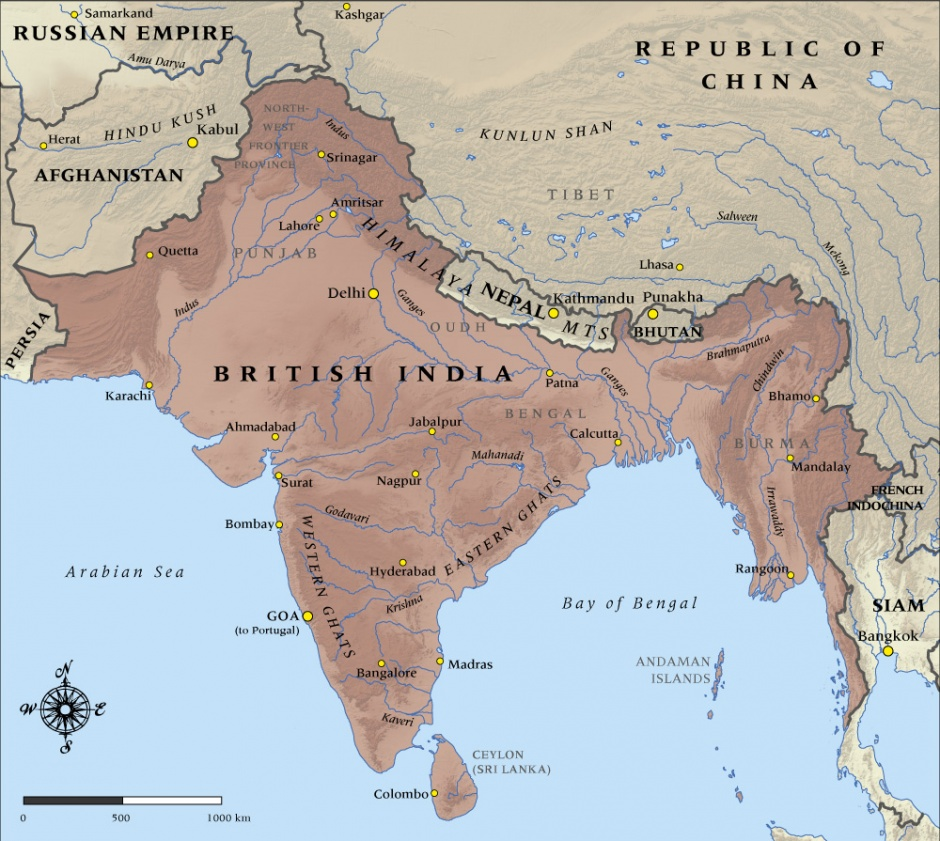 Samarkand
RUSSIAN EMPIRE
Amu Darya
Kashgar
REPUBLIC OF
CHINA
HINDU KUSH
Herat
Kabul
AFGHANISTAN
NORTH-
WEST
FRONTIER
PROVINCE
Indus
Srinagar
KUNLUN SHAN
TIBET
Amritsar
Lahore
Quetta
PUNJAB
HIMALAYA
MTS
Salween
Mekong
Lhasa
Delhi
Indus
Ganges
NEPAL
Kathmandu
Punakha
BHUTAN
OUDH
PERSIA
BRITISH INDIA
Patna
Ganges
Brahmaputra
Chindwin
Karachi
Bhamo
BENGAL
Ahmadabad
Jabalpur
Calcutta
BURMA
Mahanadi
Mandalay
Surat
Nagpur
FRENCH
INDOCHINA
Irrawaddy
Bombay
Godavari
WESTERN GHATS
EASTERN GHATS
Arabian Sea
Hyderabad
Rangoon
Krishna
Bay of Bengal
SIAM
GOA
(to Portugal)
Bangkok
Bangalore
Madras
ANDAMAN
ISLANDS
N
W
E
S
Kaveri
CEYLON
(SRI LANKA)
Colombo
0
500
1000 km